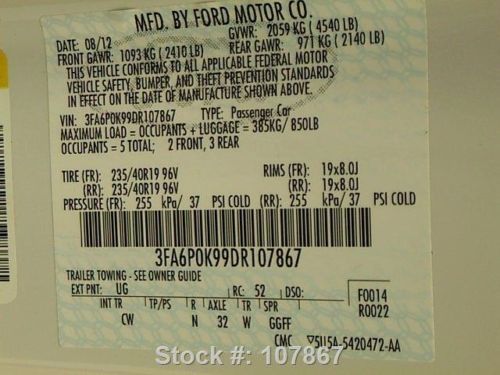 MFD. BY FORD MOTOR CO.
DATE: 08/12 GVWR: 2059 KG ( 4540 LB)
FRONT GAWR: 1093 KG ( 2410 LB) REAR GAWR: 971 KG ( 2140 LB)
THIS VEHICLE CONFORMS TO ALL APPLICABLE FEDERAL MOTOR
VEHICLE SAFETY, BUMPER, AND THEFT PREVENTION STANDARDS
IN EFFECT ON THE DATE OF MANUFACTURE SHOWN ABOVE.
VIN: 3FA6P0K99DR107867 TYPE: Passenger Car
MAXIMUM LOAD = OCCUPANTS + LUGGAGE = 385KG/ 850LB
OCCUPANTS = 5 TOTAL; 2 FRONT, 3 REAR
TIRE (FR): 235/40R19 96V RIMS (FR): 19x8.0J
(RR): 235/40R19 96V (RR): 19x8.0J
PRESSURE (FR): 255 kPa/ 37 PSI COLD (RR): 255 kPa/ 37 PSI COLD
3FA6P0K99DR107867
TRAILER TOWING - SEE OWNER GUIDE
EXT PNT: UG RC: 52 DSO: F0014
INT TR TP/PS R AXLE TR SPR R0022
CW N 32 W GGFF
CMC ▽5U5A-5420472-AA
Stock #: 107867